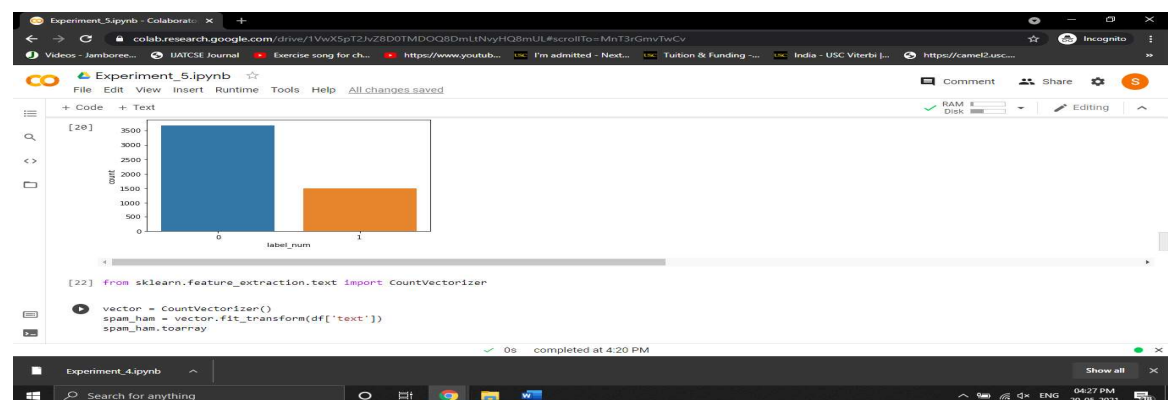 Experiment_5.ipynb - Colaborato
colab.research.google.com/drive/1VwX5pT2JvZ8D0TMDOQ8DmLtNvyHQ8mUL#scrollTo=MnT3rGmvTwCv
Incognito
Videos - Jamboree... IJATCSE Journal Exercise song for ch... https://www.youtub... I'm admitted - Next... Tuition & Funding -... India - USC Viterbi |... https://camel2.usc....
Experiment_5.ipynb
File Edit View Insert Runtime Tools Help All changes saved
Comment Share S
+ Code + Text
RAM
Disk
Editing
[20]
3500
3000
2500
2000
1500
1000
500
0
count
0 1
label_num
[22] from sklearn.feature_extraction.text import CountVectorizer
vector = CountVectorizer()
spam_ham = vector.fit_transform(df['text'])
spam_ham.toarray
0s completed at 4:20 PM
Experiment_4.ipynb
Show all
Search for anything
ENG
04:27 PM